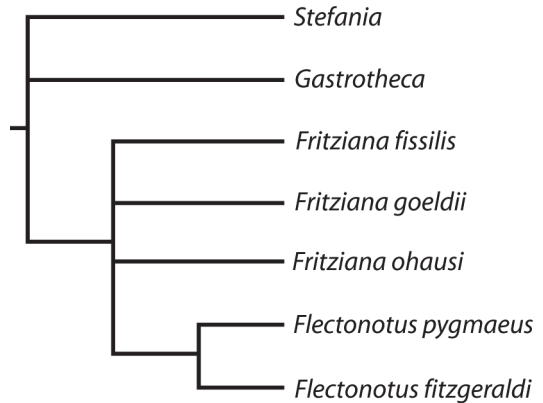 Stefania
Gastrotheca
Fritziana fissilis
Fritziana goeldii
Fritziana ohausi
Flectonotus pygmaeus
Flectonotus fitzgeraldi